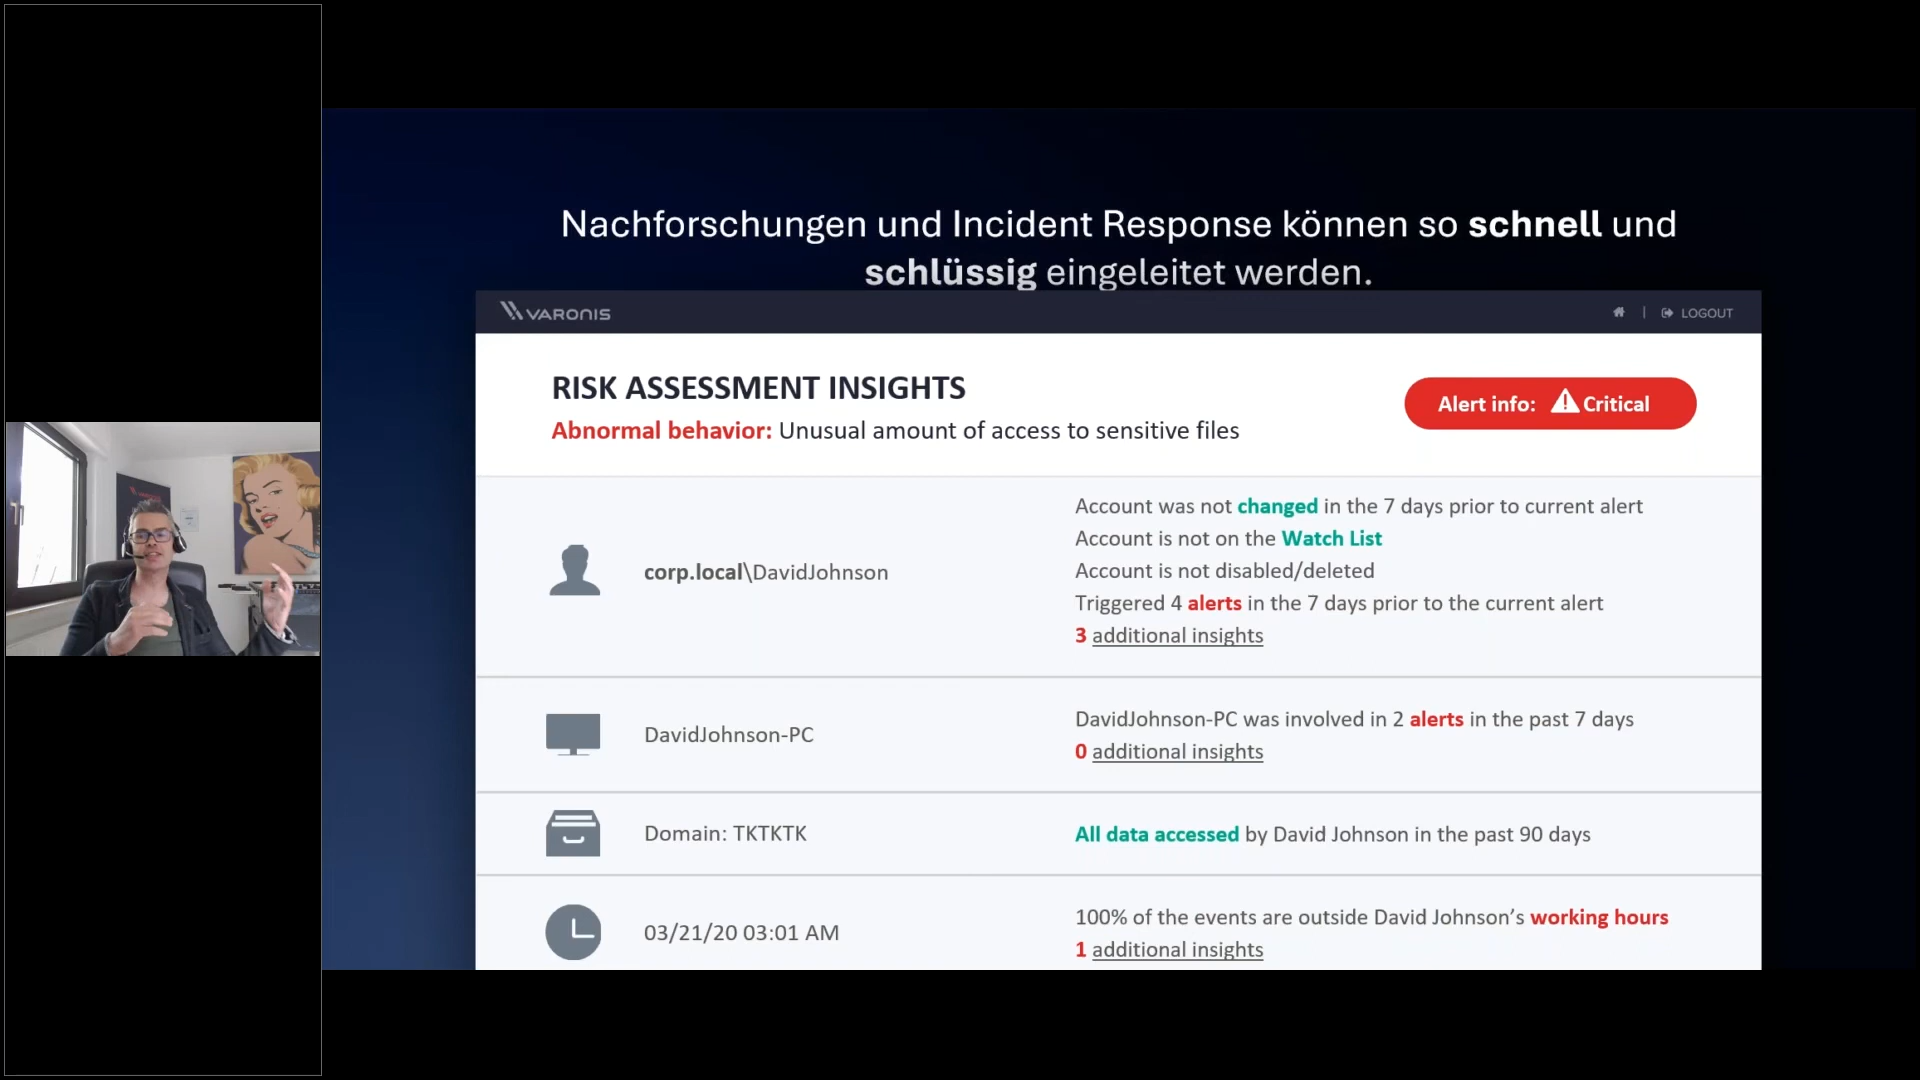 Nachforschungen und Incident Response können so schnell und
schlüssig eingeleitet werden.
VARONIS
| LOGOUT
RISK ASSESSMENT INSIGHTS
Abnormal behavior: Unusual amount of access to sensitive files
Alert info: Critical
corp.local\DavidJohnson
Account was not changed in the 7 days prior to current alert
Account is not on the Watch List
Account is not disabled/deleted
Triggered 4 alerts in the 7 days prior to the current alert
3 additional insights
DavidJohnson-PC
DavidJohnson-PC was involved in 2 alerts in the past 7 days
0 additional insights
Domain: TKTKTK
All data accessed by David Johnson in the past 90 days
03/21/20 03:01 AM
100% of the events are outside David Johnson’s working hours
1 additional insights